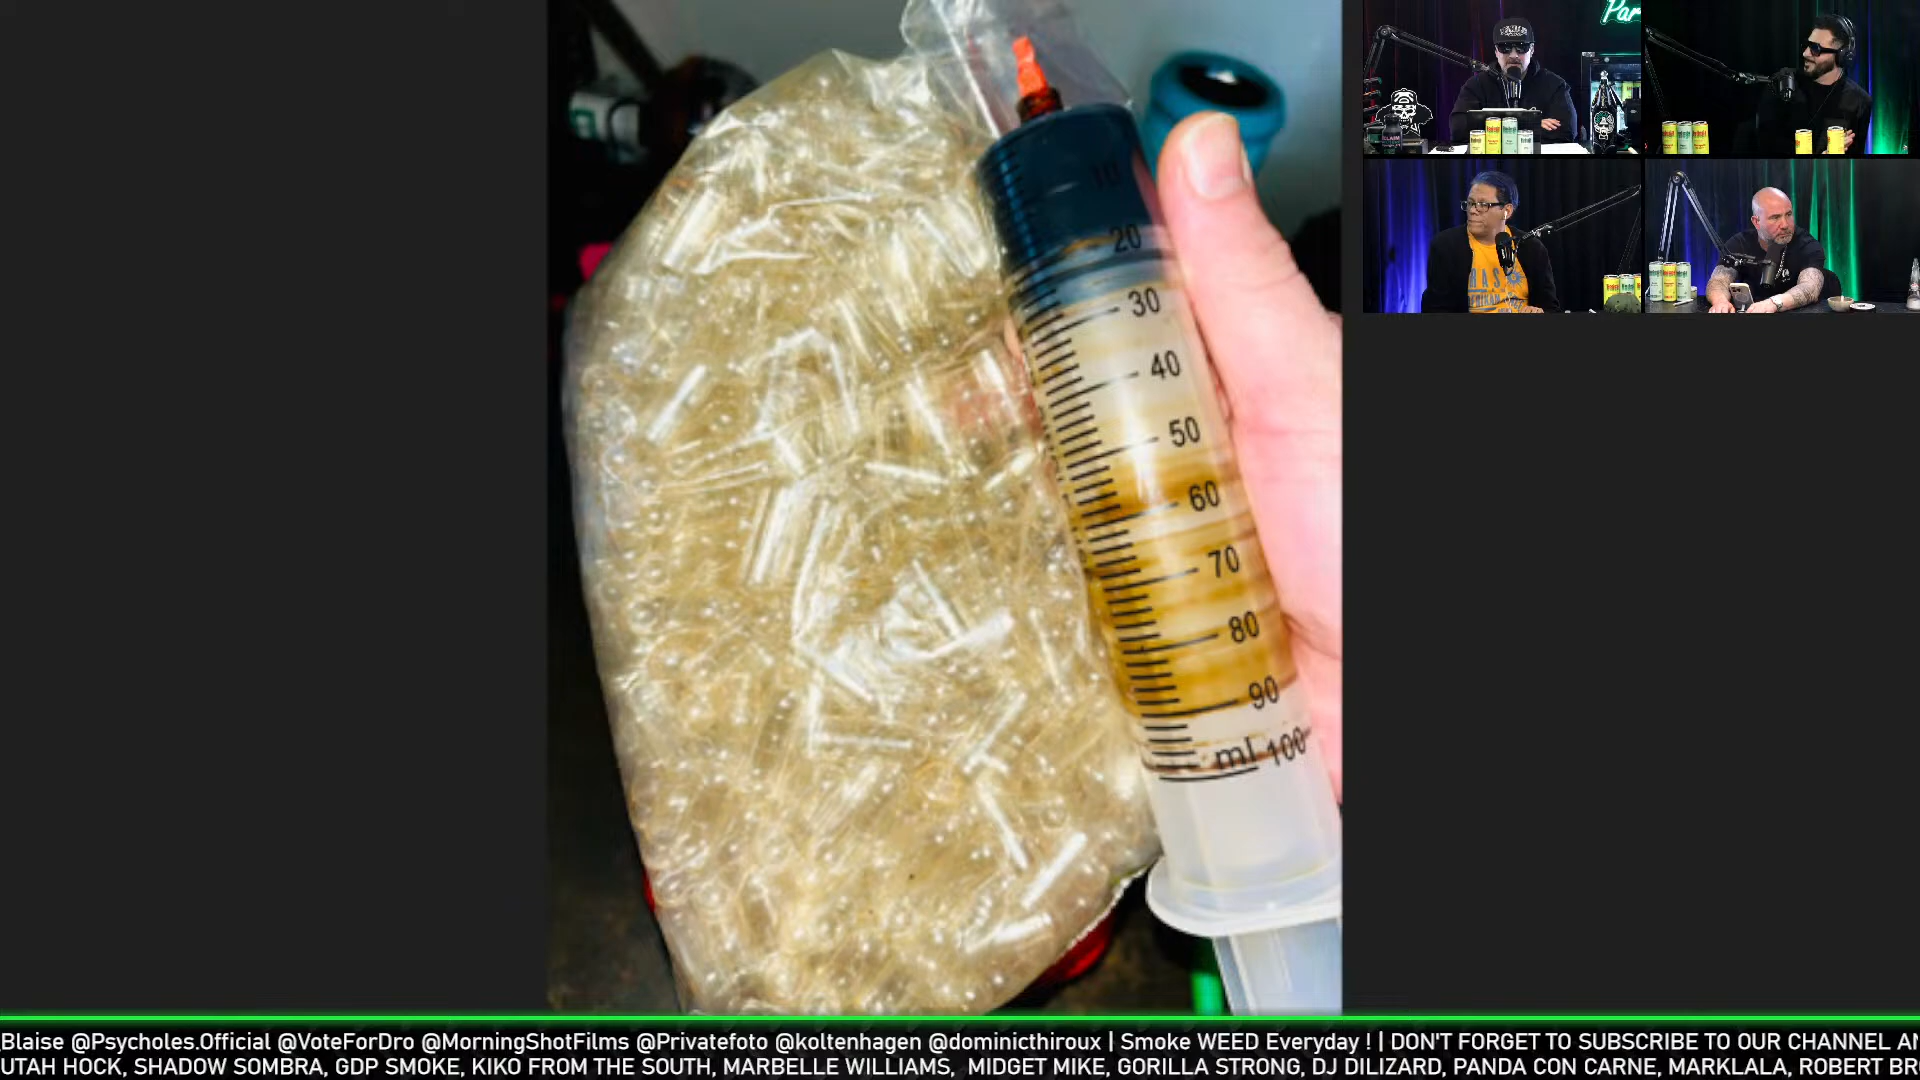 Par
10
20
30
40
50
60
70
80
90
ml 100
Blaise @Psycholes.Official @VoteForDro @MorningShotFilms @Privatefoto @koltenhagen @dominicthiroux | Smoke WEED Everyday ! | DON'T FORGET TO SUBSCRIBE TO OUR CHANNEL AN
UTAH HOCK, SHADOW SOMBRA, GDP SMOKE, KIKO FROM THE SOUTH, MARBELLE WILLIAMS, MIDGET MIKE, GORILLA STRONG, DJ DILIZARD, PANDA CON CARNE, MARKLALA, ROBERT BR